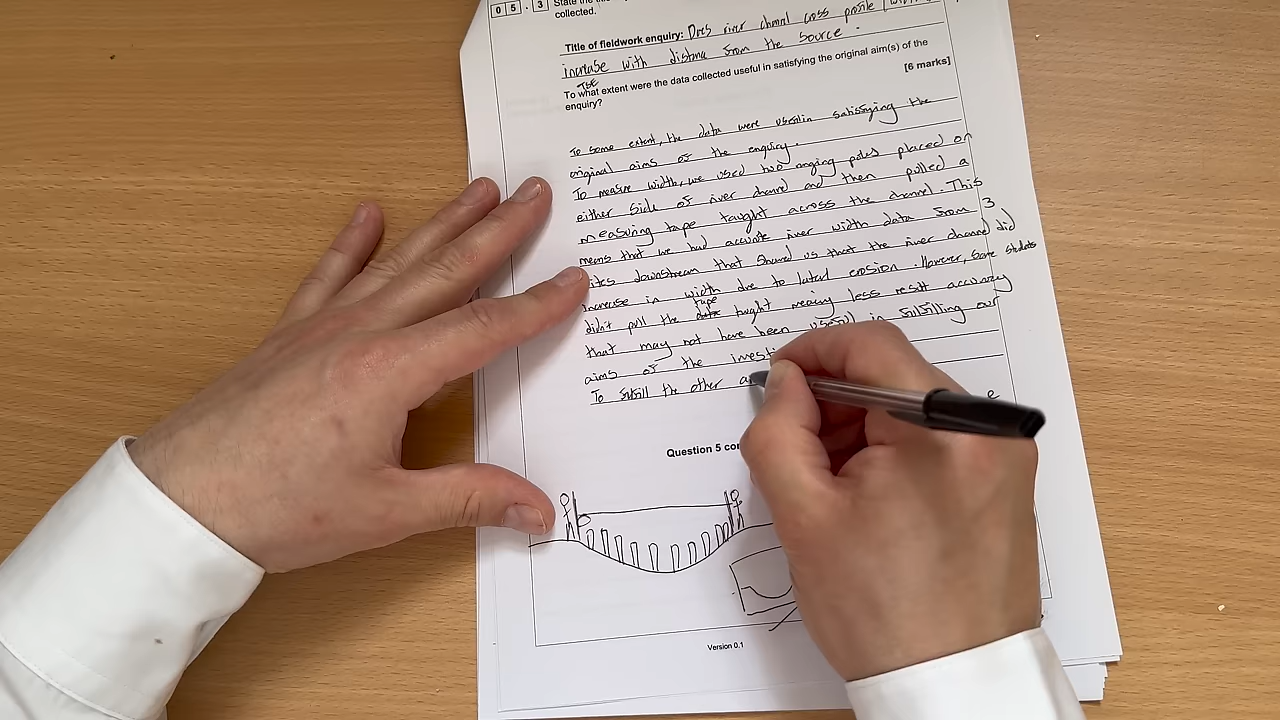 05.3 State the
collected.
Title of fieldwork enquiry: Does river channel cross profile (width
increase with distance from the source.
To what extent were the data collected useful in satisfying the original aim(s) of the
enquiry?
[6 marks]
To some extent, the data were useful in satisfying the
original aims of the enquiry.
To measure width, we used two ranging poles placed on
either side of river channel and then pulled a
measuring tape taught across the channel. This
means that we had accurate river width data from 3
sites downstream that showed us that the river channel did
increase in width due to lateral erosion. However, some students
didn't pull the tape taught meaning less result accuracy
that may not have been usefull in fulfilling our
aims of the investi
To fulfill the other a
e
Question 5 con
Version 0.1